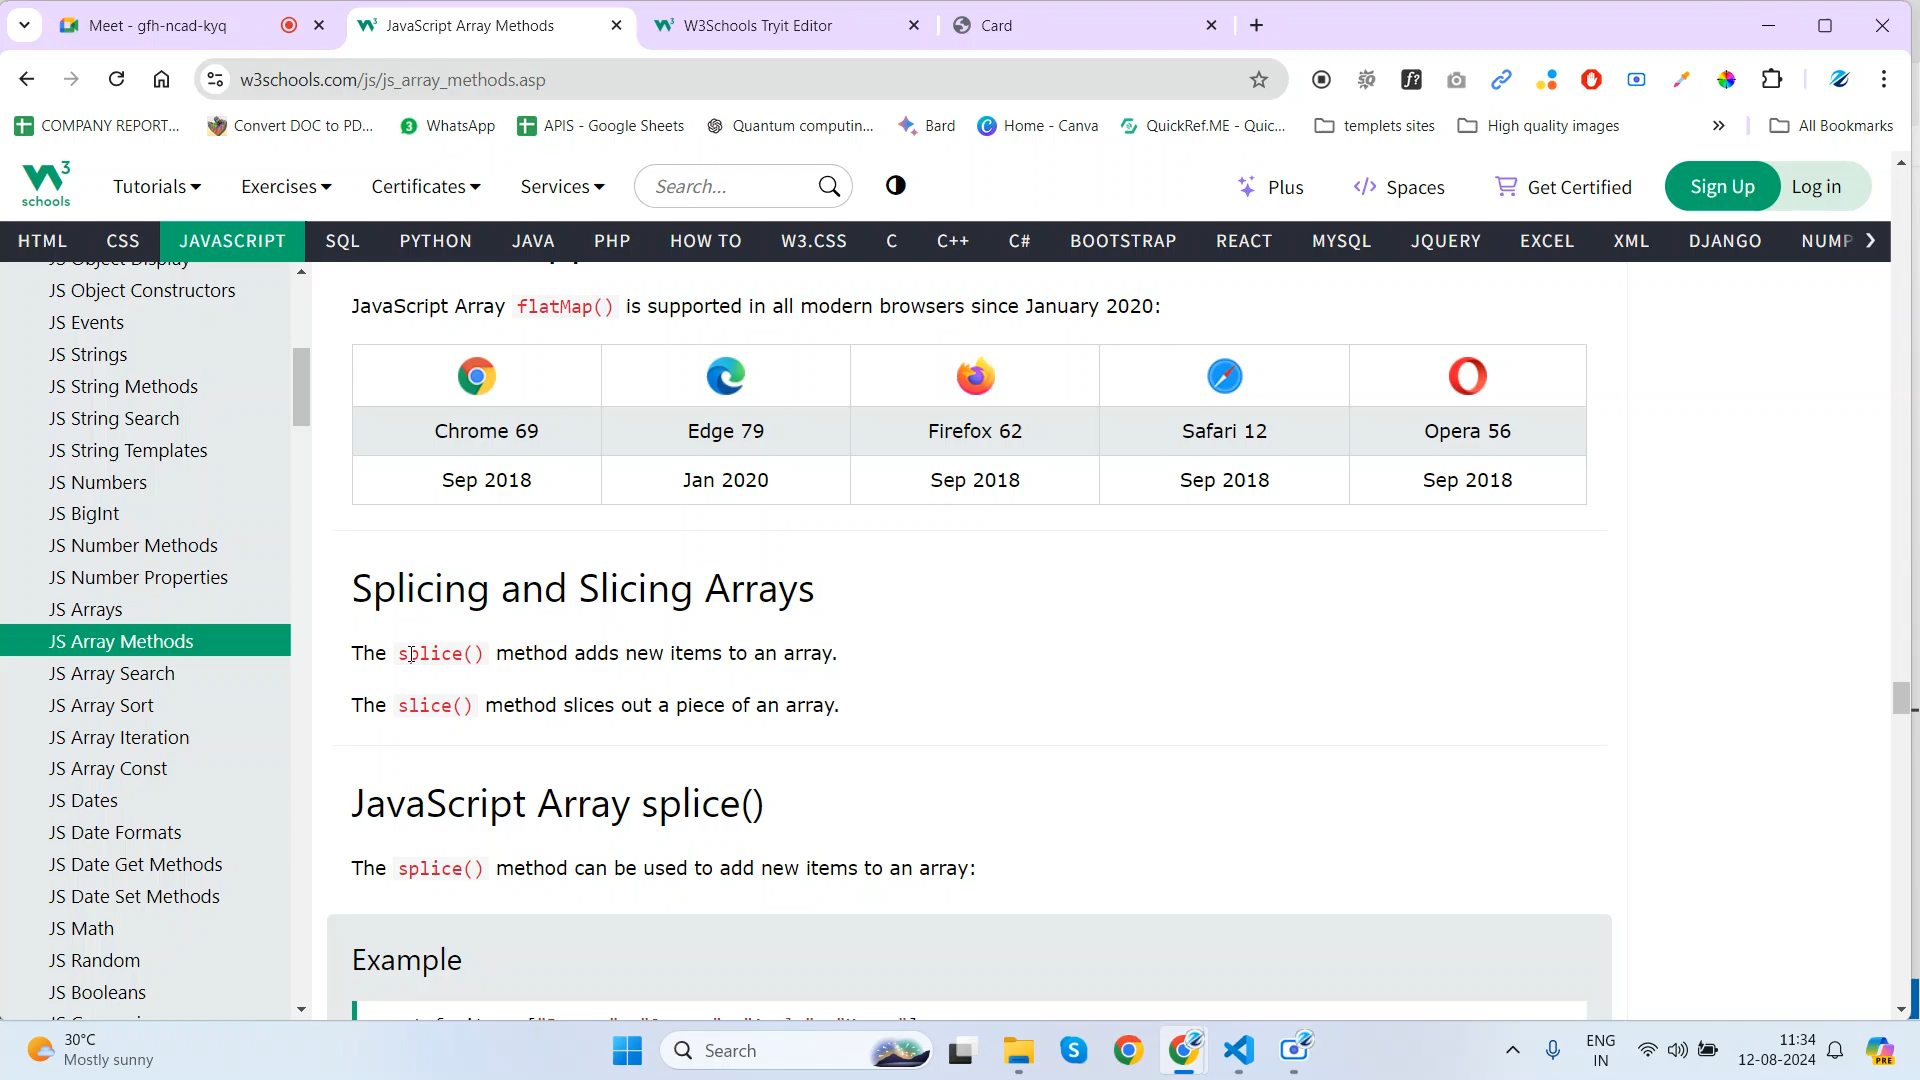 Meet - gfh-ncad-kyq
JavaScript Array Methods
W3Schools Tryit Editor
Card
w3schools.com/js/js_array_methods.asp
COMPANY REPORT...
Convert DOC to PD...
WhatsApp
APIS - Google Sheets
Quantum computin...
Bard
Home - Canva
QuickRef.ME - Quic...
templets sites
High quality images
All Bookmarks
W3 schools
Tutorials
Exercises
Certificates
Services
Search...
Plus
Spaces
Get Certified
Sign Up
Log in
HTML
CSS
JAVASCRIPT
SQL
PYTHON
JAVA
PHP
HOW TO
W3.CSS
C
C++
C#
BOOTSTRAP
REACT
MYSQL
JQUERY
EXCEL
XML
DJANGO
NUMP
JS Object Display
JS Object Constructors
JS Events
JS Strings
JS String Methods
JS String Search
JS String Templates
JS Numbers
JS BigInt
JS Number Methods
JS Number Properties
JS Arrays
JS Array Methods
JS Array Search
JS Array Sort
JS Array Iteration
JS Array Const
JS Dates
JS Date Formats
JS Date Get Methods
JS Date Set Methods
JS Math
JS Random
JS Booleans
JavaScript Array flatMap() is supported in all modern browsers since January 2020:
Chrome 69
Edge 79
Firefox 62
Safari 12
Opera 56
Sep 2018
Jan 2020
Sep 2018
Sep 2018
Sep 2018
Splicing and Slicing Arrays
The splice() method adds new items to an array.
The slice() method slices out a piece of an array.
JavaScript Array splice()
The splice() method can be used to add new items to an array:
Example
30°C
Mostly sunny
Search
ENG
IN
11:34
12-08-2024
PRE